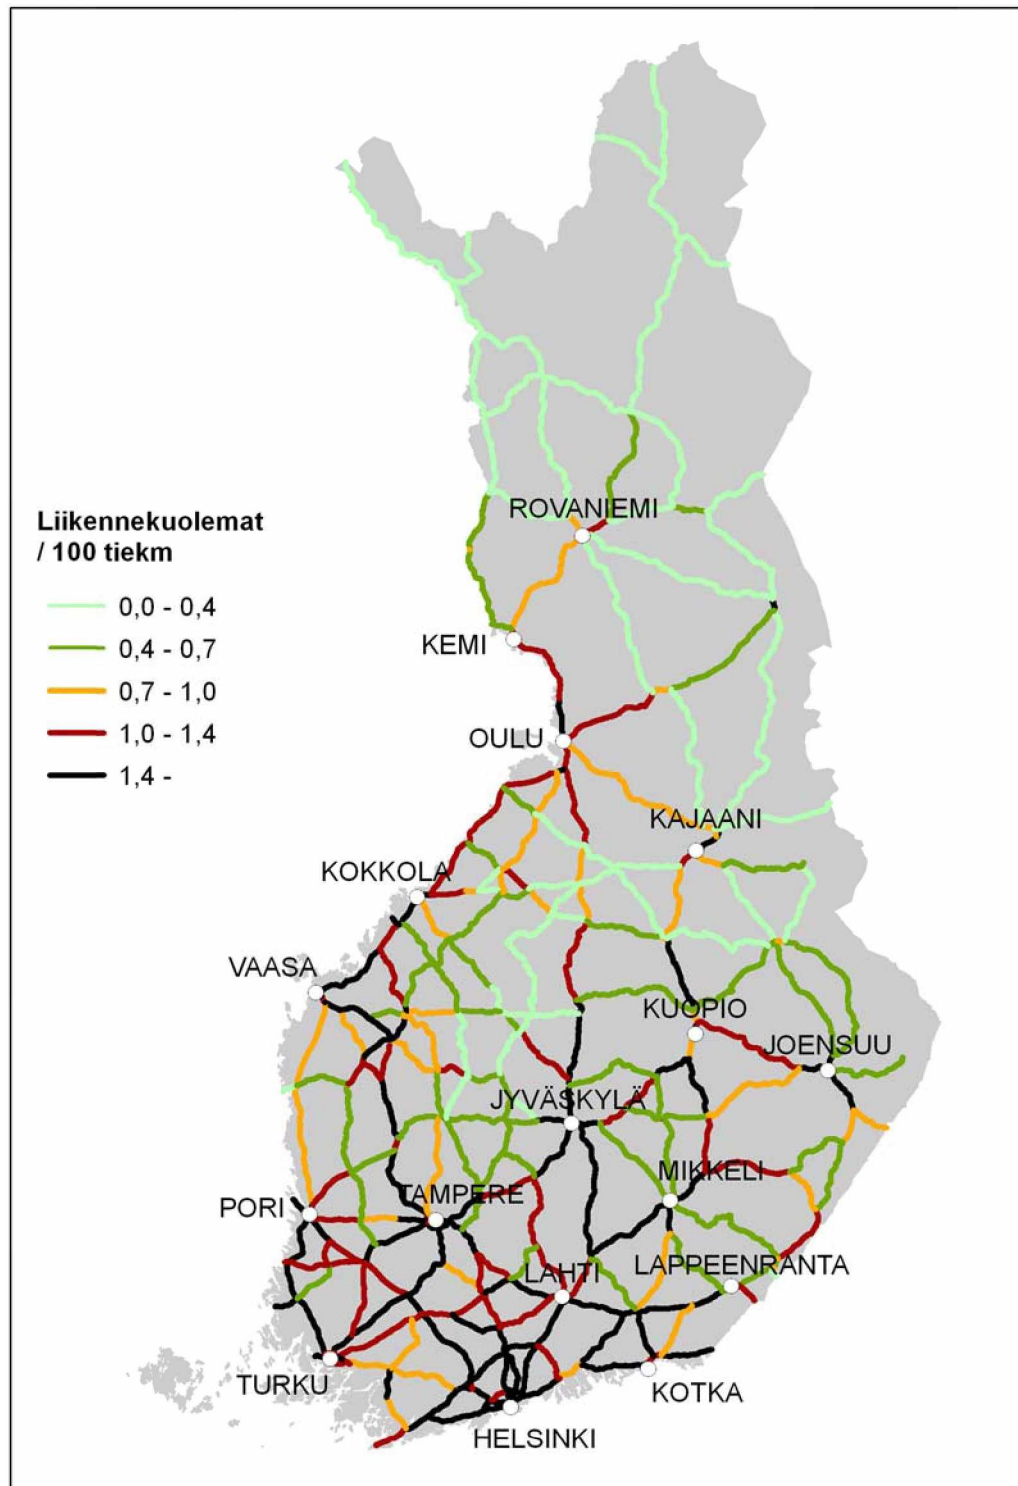 ROVANIEMI
Liikennekuolemat
/ 100 tiekm
0,0 - 0,4
0,4 - 0,7
0,7 - 1,0
1,0 - 1,4
1,4 -
KEMI
OULU
KAJAANI
KOKKOLA
VAASA
KUOPIO
JOENSUU
JYVÄSKYLÄ
MIKKELI
TAMPERE
PORI
LAPPEENRANTA
LAHTI
TURKU
KOTKA
HELSINKI